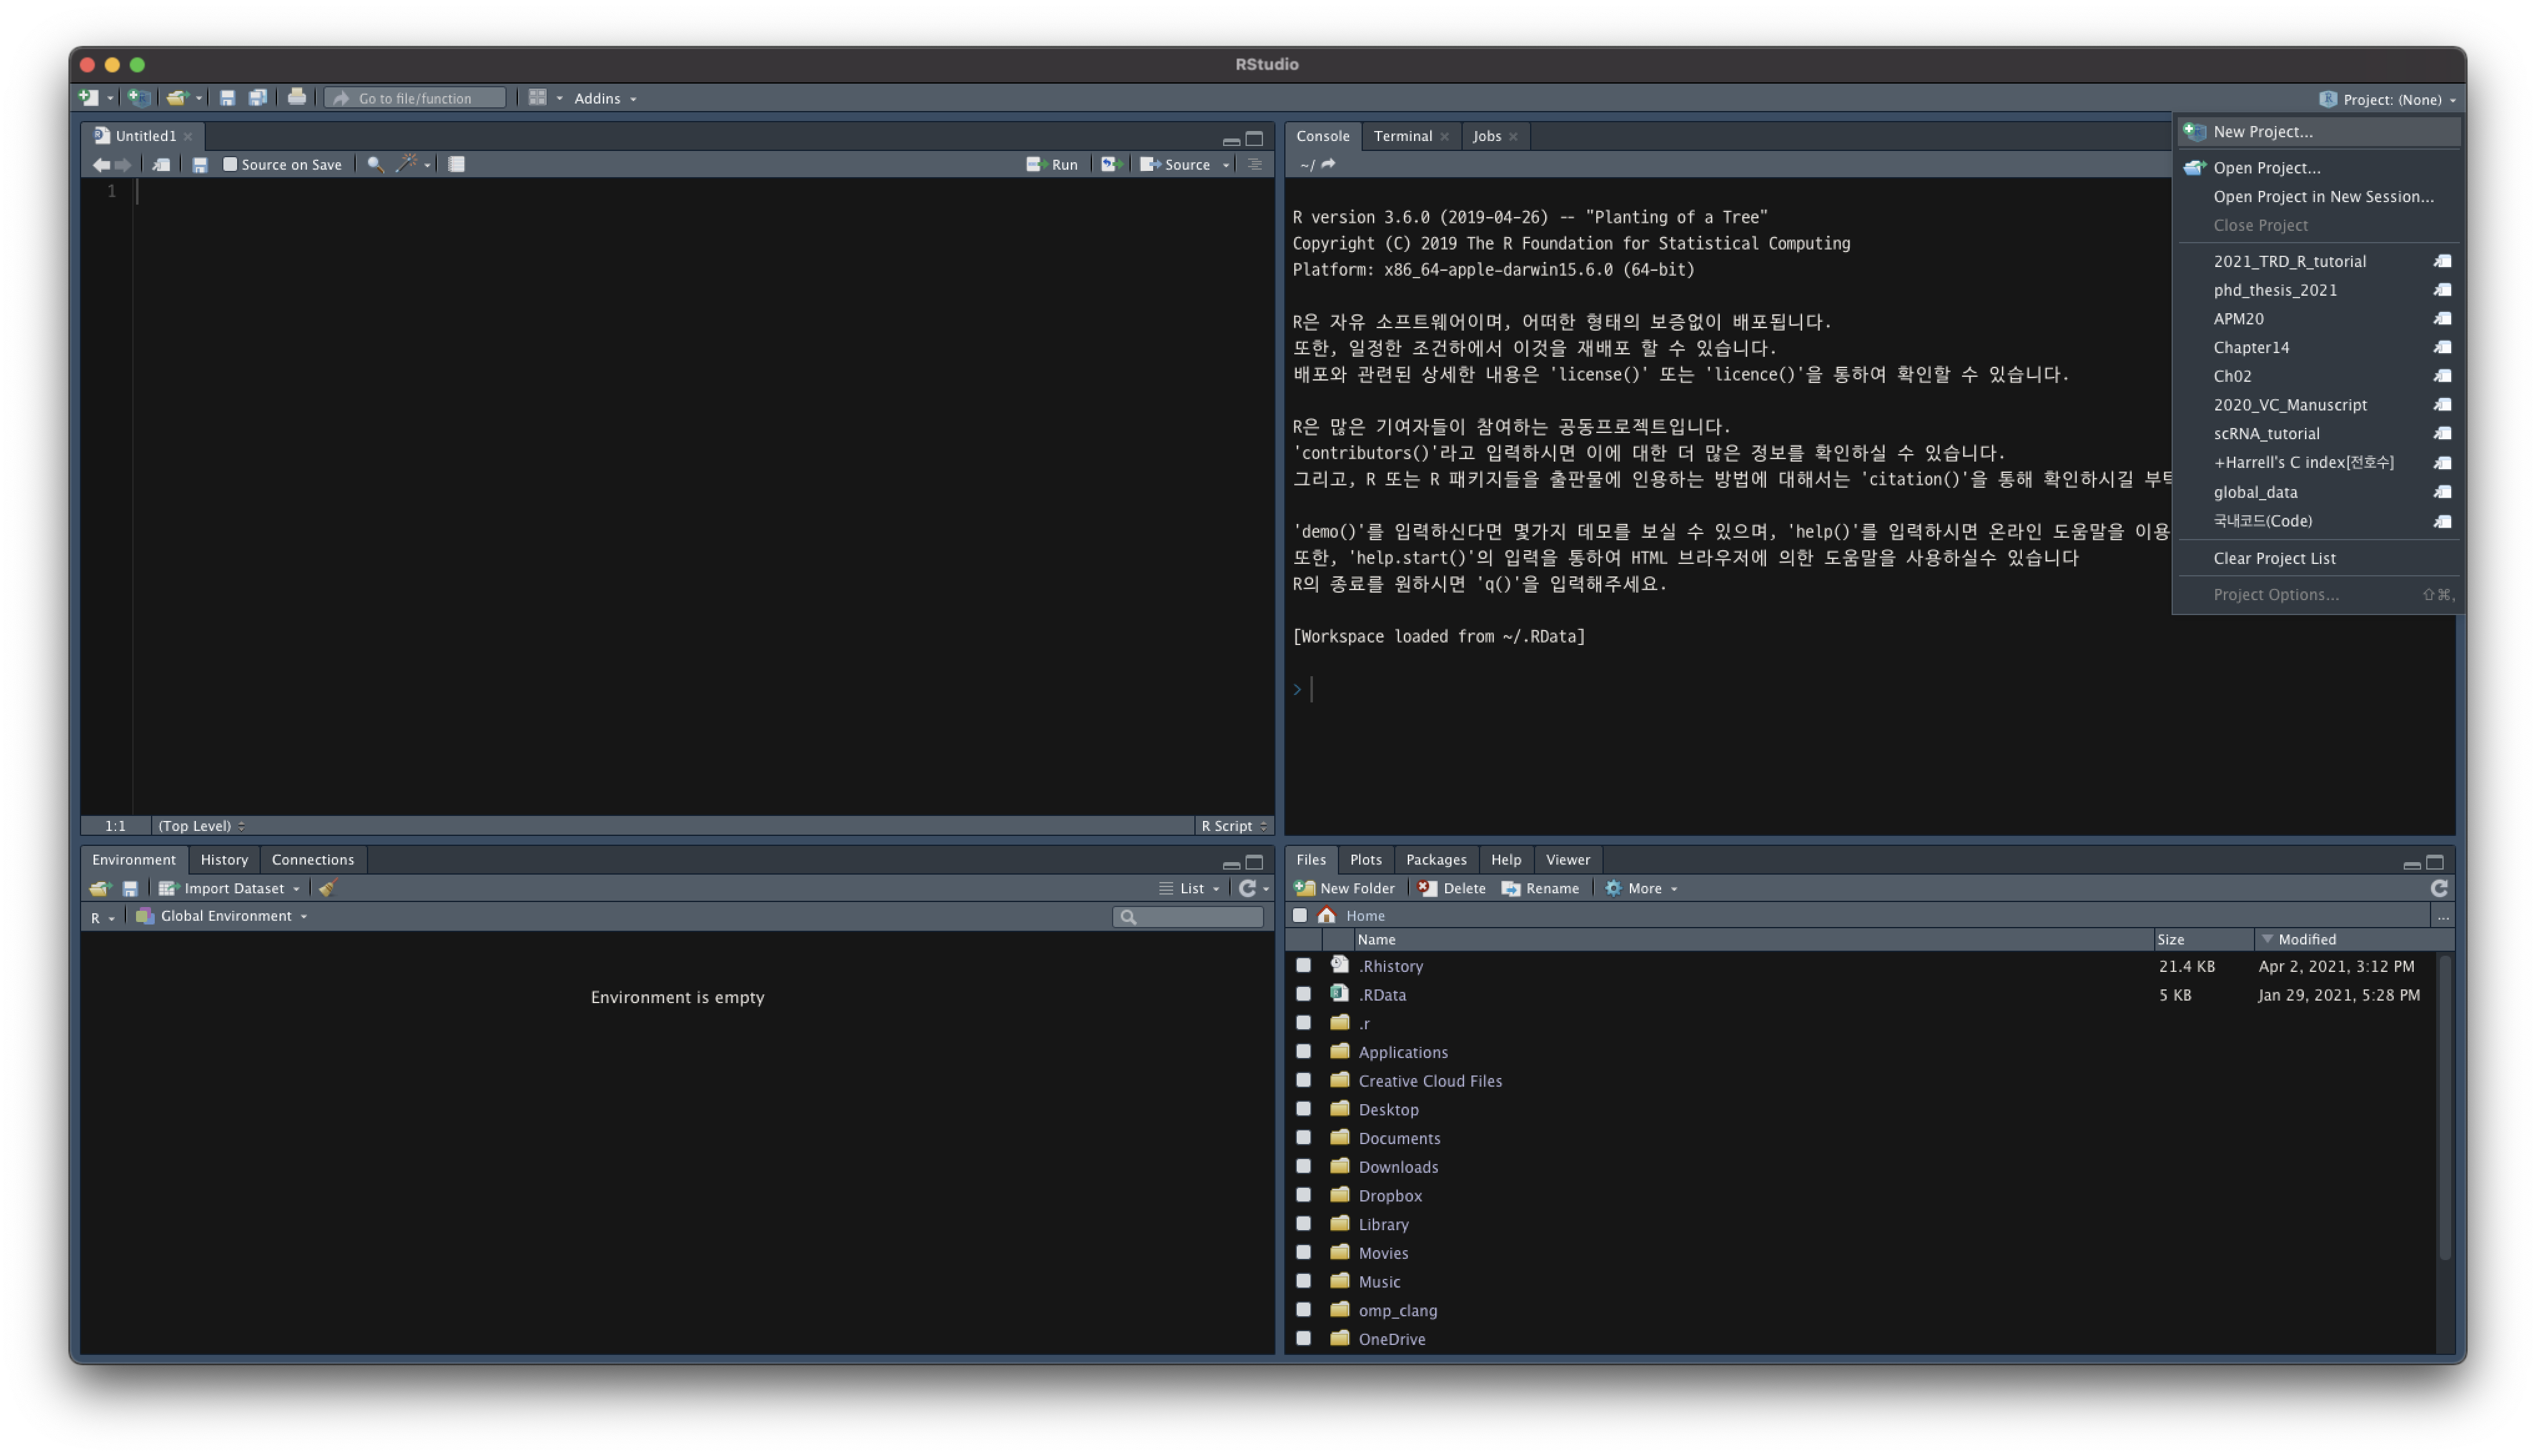 RStudio
Go to file/function
Addins
Project: (None)
Untitled1
Source on Save
Run
Source
1
1:1
(Top Level)
R Script
Console
Terminal
Jobs
~/
R version 3.6.0 (2019-04-26) -- "Planting of a Tree"
Copyright (C) 2019 The R Foundation for Statistical Computing
Platform: x86_64-apple-darwin15.6.0 (64-bit)
R은 자유 소프트웨어이며, 어떠한 형태의 보증없이 배포됩니다.
또한, 일정한 조건하에서 이것을 재배포 할 수 있습니다.
배포와 관련된 상세한 내용은 'license()' 또는 'licence()'을 통하여 확인할 수 있습니다.
R은 많은 기여자들이 참여하는 공동프로젝트입니다.
'contributors()'라고 입력하시면 이에 대한 더 많은 정보를 확인하실 수 있습니다.
그리고, R 또는 R 패키지들을 출판물에 인용하는 방법에 대해서는 'citation()'을 통해 확인하시길 부탁
'demo()'를 입력하신다면 몇가지 데모를 보실 수 있으며, 'help()'를 입력하시면 온라인 도움말을 이용
또한, 'help.start()'의 입력을 통하여 HTML 브라우저에 의한 도움말을 사용하실수 있습니다
R의 종료를 원하시면 'q()'을 입력해주세요.
[Workspace loaded from ~/.RData]
>
New Project...
Open Project...
Open Project in New Session...
Close Project
2021_TRD_R_tutorial
phd_thesis_2021
APM20
Chapter14
Ch02
2020_VC_Manuscript
scRNA_tutorial
+Harrell's C index[전호수]
global_data
국내코드(Code)
Clear Project List
Project Options... ⇧⌘,
Environment
History
Connections
Import Dataset
List
R
Global Environment
Environment is empty
Files
Plots
Packages
Help
Viewer
New Folder
Delete
Rename
More
Home
...
Name Size Modified
.Rhistory 21.4 KB Apr 2, 2021, 3:12 PM
.RData 5 KB Jan 29, 2021, 5:28 PM
.r
Applications
Creative Cloud Files
Desktop
Documents
Downloads
Dropbox
Library
Movies
Music
omp_clang
OneDrive